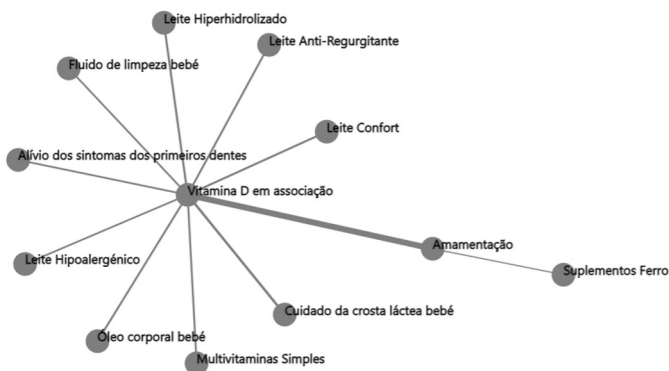 Leite Hiperhidrolizado
Leite Anti-Regurgitante
Fluido de limpeza bebé
Leite Confort
Alívio dos sintomas dos primeiros dentes
Vitamina D em associação
Amamentação
Leite Hipoalergénico
Suplementos Ferro
Cuidado da crosta láctea bebé
Óleo corporal bebé
Multivitaminas Simples